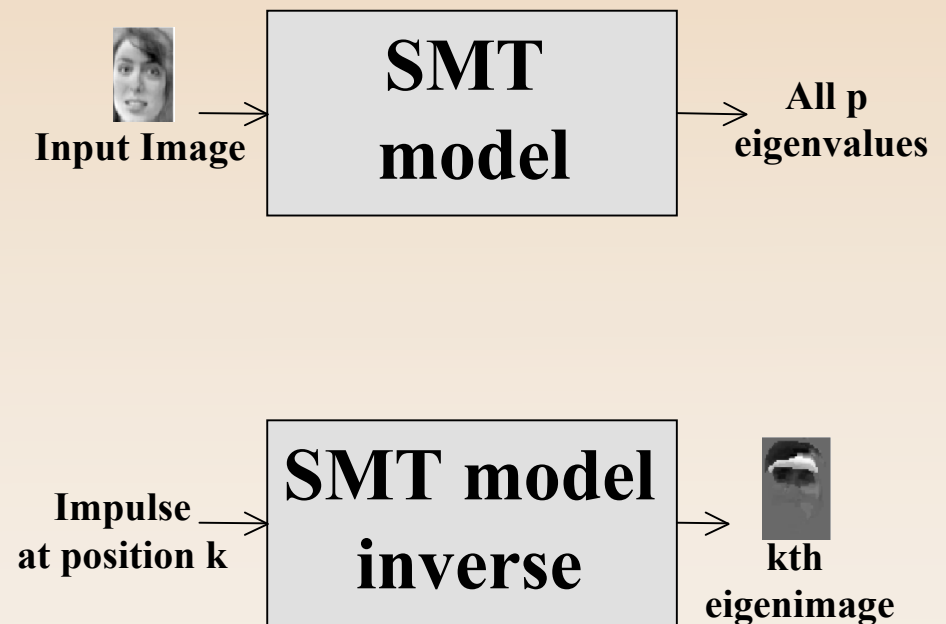 SMT
model
Input Image
All p
eigenvalues
Impulse
at position k
SMT model
inverse
kth
eigenimage